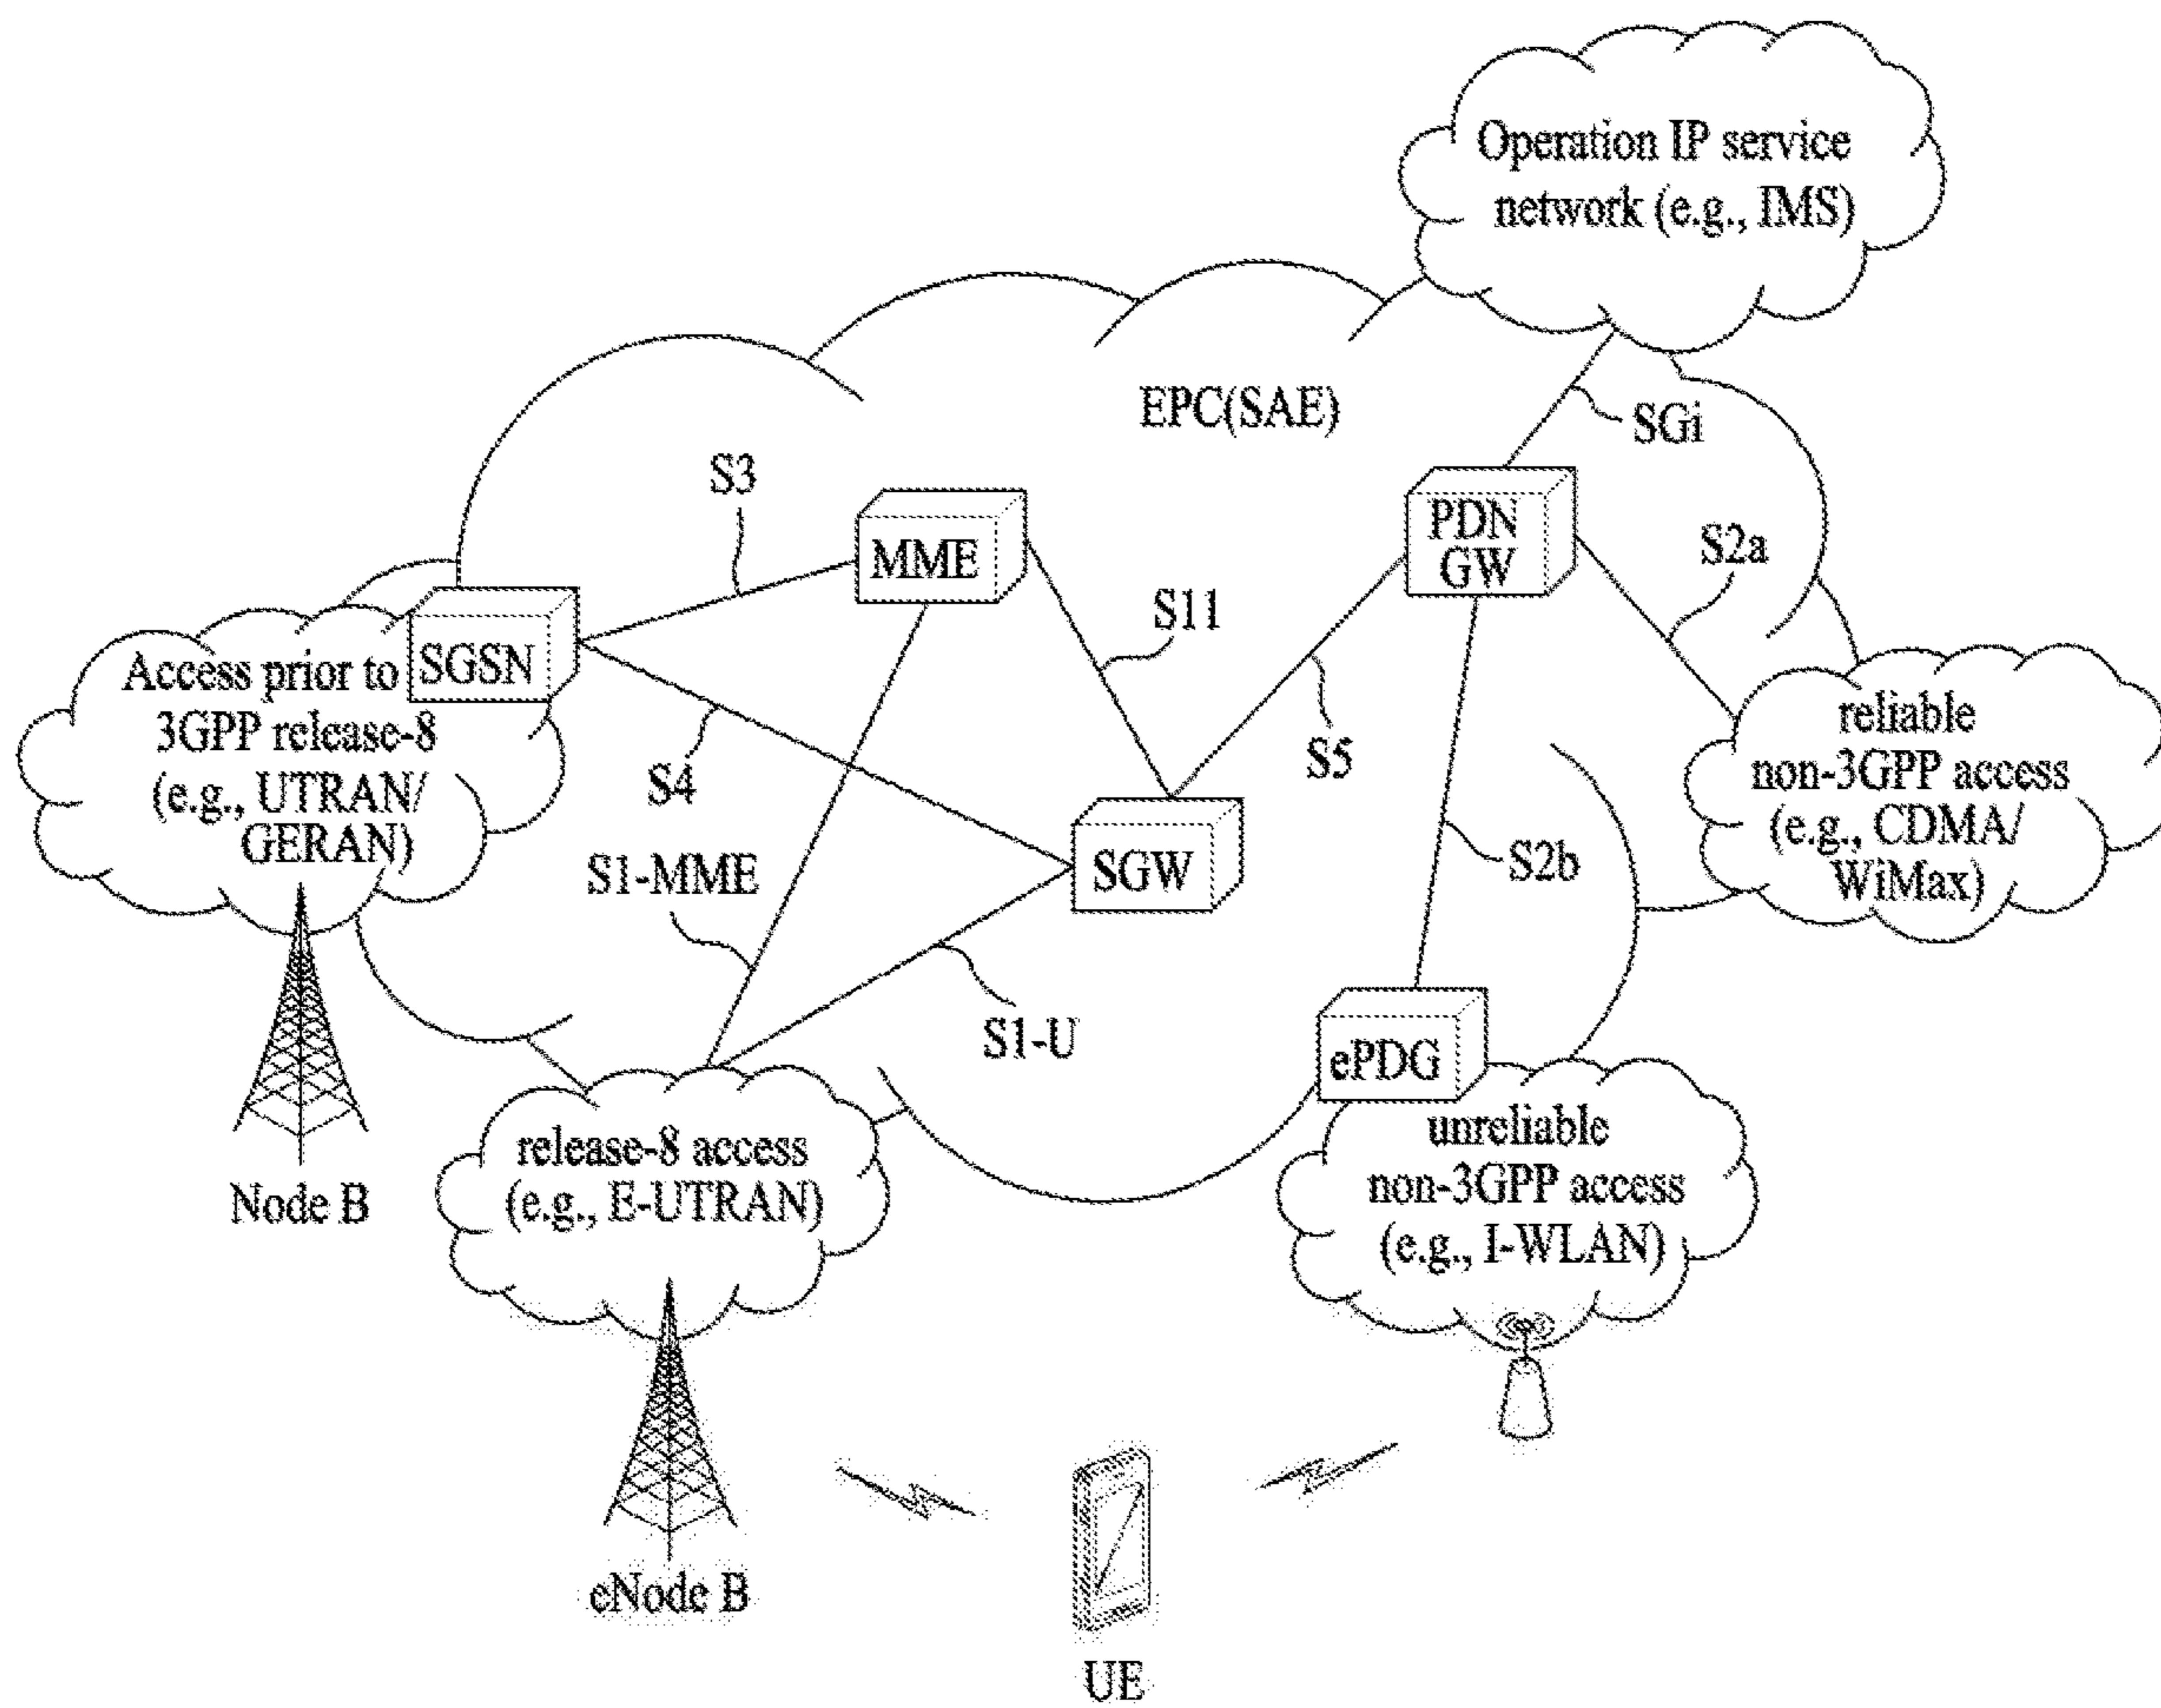 Operation IP service
network (e.g., IMS)
EPC(SAE)
SGi
S3
MME
PDN
GW
S2a
S11
SGSN
Access prior to
3GPP release-8
(e.g., UTRAN/
GERAN)
S4
S5
reliable
non-3GPP access
(e.g., CDMA/
WiMax)
S1-MME
SGW
S2b
S1-U
ePDG
unreliable
non-3GPP access
(e.g., I-WLAN)
release-8 access
(e.g., E-UTRAN)
Node B
eNode B
UE